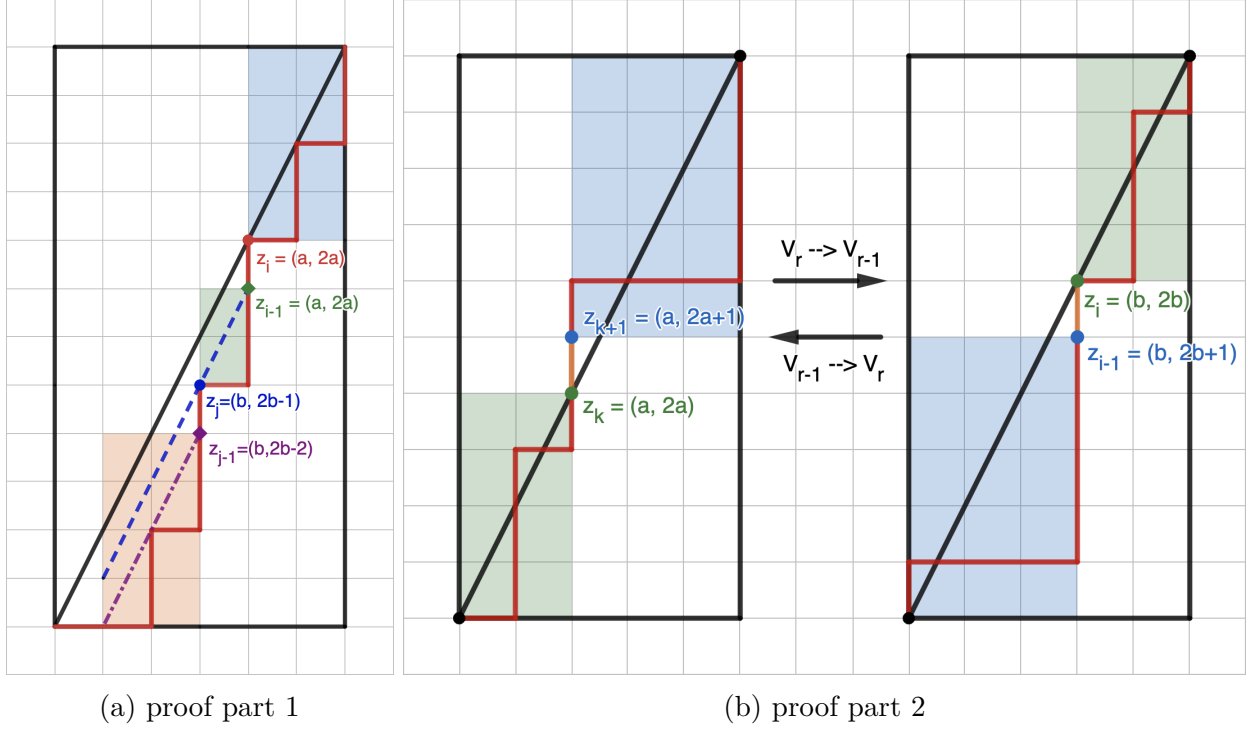 z_i = (a, 2a)
z_{i-1} = (a, 2a)
z_j=(b, 2b-1)
z_{j-1}=(b,2b-2)
(a) proof part 1
z_{k+1} = (a, 2a+1)
z_k = (a, 2a)
V_r --> V_{r-1}
V_{r-1} --> V_r
z_i = (b, 2b)
z_{i-1} = (b, 2b+1)
(b) proof part 2